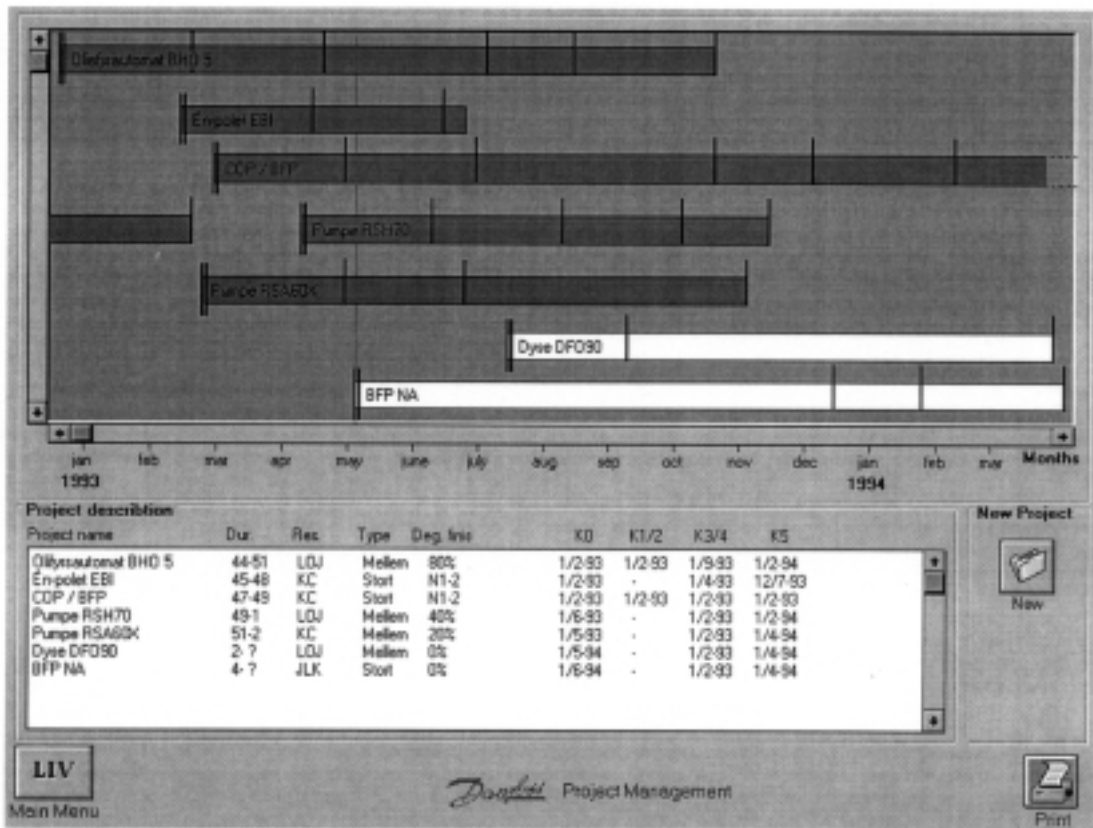 Oliefyrsautomat BHO 5
En-polet EBI
COP / BFP
Pumpe RSH70
Pumpe RSA60X
Dyse DFO90
BFP NA
jan feb mar apr may june july aug sep oct nov dec jan feb mar Months
1993 1994
Project describtion New Project
Project name Dur. Res. Type Deg. finis K0 K1/2 K3/4 K5
BHO 5 44-51 LOJ Mellem 80% 1/2-93 1/2-93 1/9-93 1/2-94
En-polet EBI 45-48 KC Stort N1-2 1/2-93 - 1/4-93 12/7-93
COP / BFP 47-49 KC Stort N1-2 1/2-93 1/2-93 1/2-93 1/2-93
Pumpe RSH70 49-1 LOJ Mellem 40% 1/6-93 - 1/2-93 1/2-94
Pumpe RSA60X 51-2 KC Mellem 20% 1/5-93 - 1/2-93 1/4-94
Dyse DFO90 2- ? LOJ Mellem 0% 1/5-94 - 1/2-93 1/4-94
BFP NA 4- ? JLK Stort 0% 1/6-94 - 1/2-93 1/4-94
New
LIV
Main Menu
Danfoss Project Management
Print